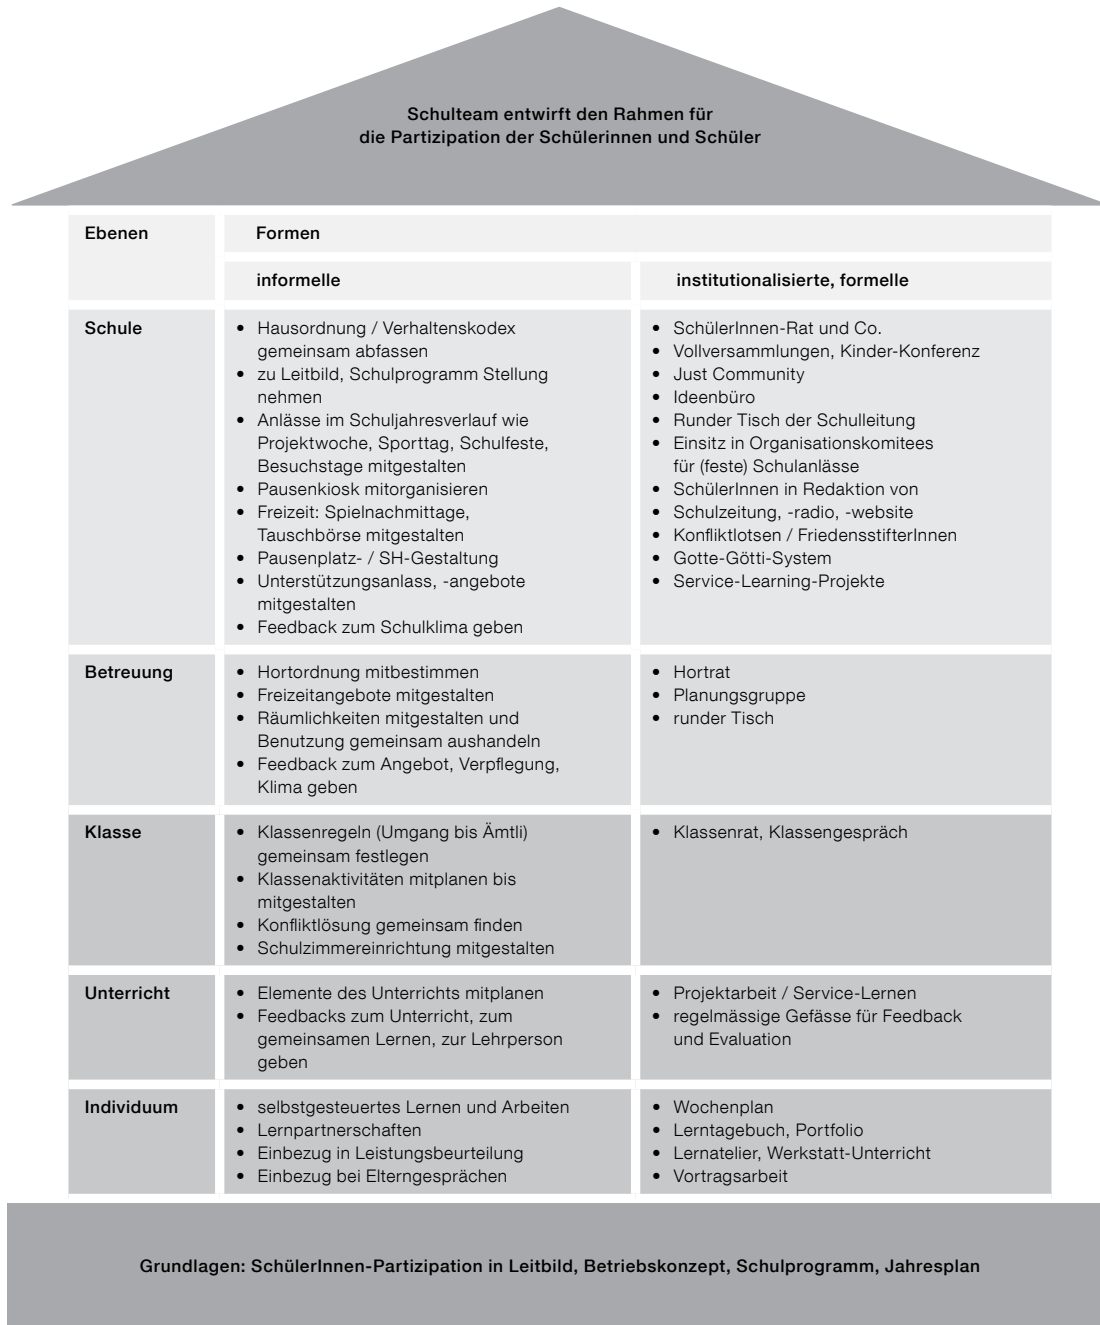 Schulteam entwirft den Rahmen für
die Partizipation der Schülerinnen und Schüler
Ebenen
Formen
informelle
institutionalisierte, formelle
Schule
• Hausordnung / Verhaltenskodex
gemeinsam abfassen
• zu Leitbild, Schulprogramm Stellung
nehmen
• Anlässe im Schuljahresverlauf wie
Projektwoche, Sporttag, Schulfeste,
Besuchstage mitgestalten
• Pausenkiosk mitorganisieren
• Freizeit: Spielnachmittage,
Tauschbörse mitgestalten
• Pausenplatz- / SH-Gestaltung
• Unterstützungsanlass, -angebote
mitgestalten
• Feedback zum Schulklima geben
• SchülerInnen-Rat und Co.
• Vollversammlungen, Kinder-Konferenz
• Just Community
• Ideenbüro
• Runder Tisch der Schulleitung
• Einsitz in Organisationskomitees
für (feste) Schulanlässe
• SchülerInnen in Redaktion von
• Schulzeitung, -radio, -website
• Konfliktlotsen / FriedensstifterInnen
• Gotte-Götti-System
• Service-Learning-Projekte
Betreuung
• Hortordnung mitbestimmen
• Freizeitangebote mitgestalten
• Räumlichkeiten mitgestalten und
Benutzung gemeinsam aushandeln
• Feedback zum Angebot, Verpflegung,
Klima geben
• Hortrat
• Planungsgruppe
• runder Tisch
Klasse
• Klassenregeln (Umgang bis Ämtli)
gemeinsam festlegen
• Klassenaktivitäten mitplanen bis
mitgestalten
• Konfliktlösung gemeinsam finden
• Schulzimmereinrichtung mitgestalten
• Klassenrat, Klassengespräch
Unterricht
• Elemente des Unterrichts mitplanen
• Feedbacks zum Unterricht, zum
gemeinsamen Lernen, zur Lehrperson
geben
• Projektarbeit / Service-Lernen
• regelmässige Gefässe für Feedback
und Evaluation
Individuum
• selbstgesteuertes Lernen und Arbeiten
• Lernpartnerschaften
• Einbezug in Leistungsbeurteilung
• Einbezug bei Elterngesprächen
• Wochenplan
• Lerntagebuch, Portfolio
• Lernatelier, Werkstatt-Unterricht
• Vortragsarbeit
Grundlagen: SchülerInnen-Partizipation in Leitbild, Betriebskonzept, Schulprogramm, Jahresplan